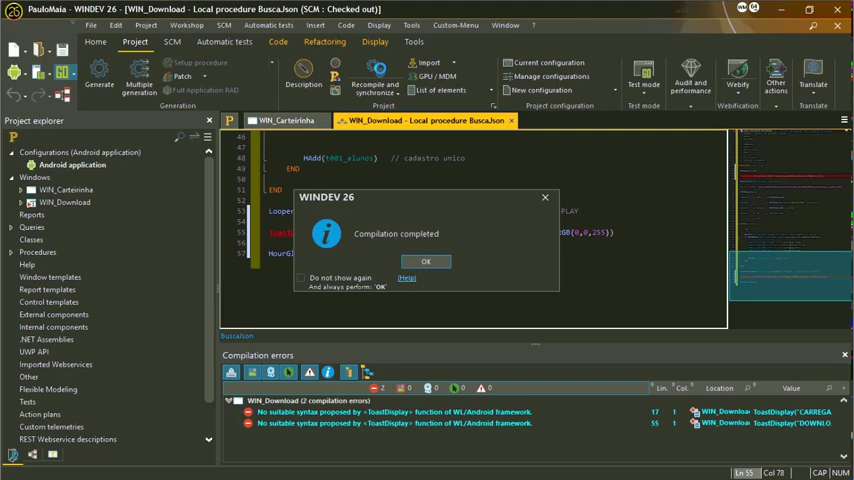 26 PauloMaia - WINDEV 26 - [WIN_Download - Local procedure BuscaJson (SCM : Checked out)]
64
File Edit Project Workshop SCM Automatic tests Insert Code Display Tools Custom-Menu Window ?
Home Project SCM Automatic tests Code Refactoring Display Tools
GO
Generate
Multiple generation
Setup procedure
Patch
Full Application RAD
Generation
Description
Recompile and synchronize
Import
GPU / MDM
List of elements
Project
Current configuration
Manage configurations
New configuration
Project configuration
Test mode
Test mode
Audit and performance
Webify
Webification
Other actions
Translate
Translate
Project explorer
P
Configurations (Android application)
Android application
Windows
WIN_Carteirinha
WIN_Download
Reports
Queries
Classes
Procedures
Help
Window templates
Report templates
Control templates
External components
Internal components
.NET Assemblies
UWP API
Imported Webservices
Other
Flexible Modeling
Tests
Action plans
Custom telemetries
REST Webservice descriptions
P WIN_Carteirinha WIN_Download - Local procedure BuscaJson
46
47
48 HAdd(t001_alunos) // cadastro unico
49 END
50
51 END
52
53 Looper PLAY
54
55 Toast RGB(0,0,255))
56
57 HourGl
WINDEV 26
Compilation completed
OK
Do not show again (Help)
And always perform: "OK"
BuscaJson
Compilation errors
2 0 0 0 0 Lin. Col. Location Value
WIN_Download (2 compilation errors)
No suitable syntax proposed by <ToastDisplay> function of WL/Android framework. 17 1 WIN_Download ToastDisplay("CARREGA
No suitable syntax proposed by <ToastDisplay> function of WL/Android framework. 55 1 WIN_Download ToastDisplay("DOWNLO.
Ln 55 Col 78 CAP NUM